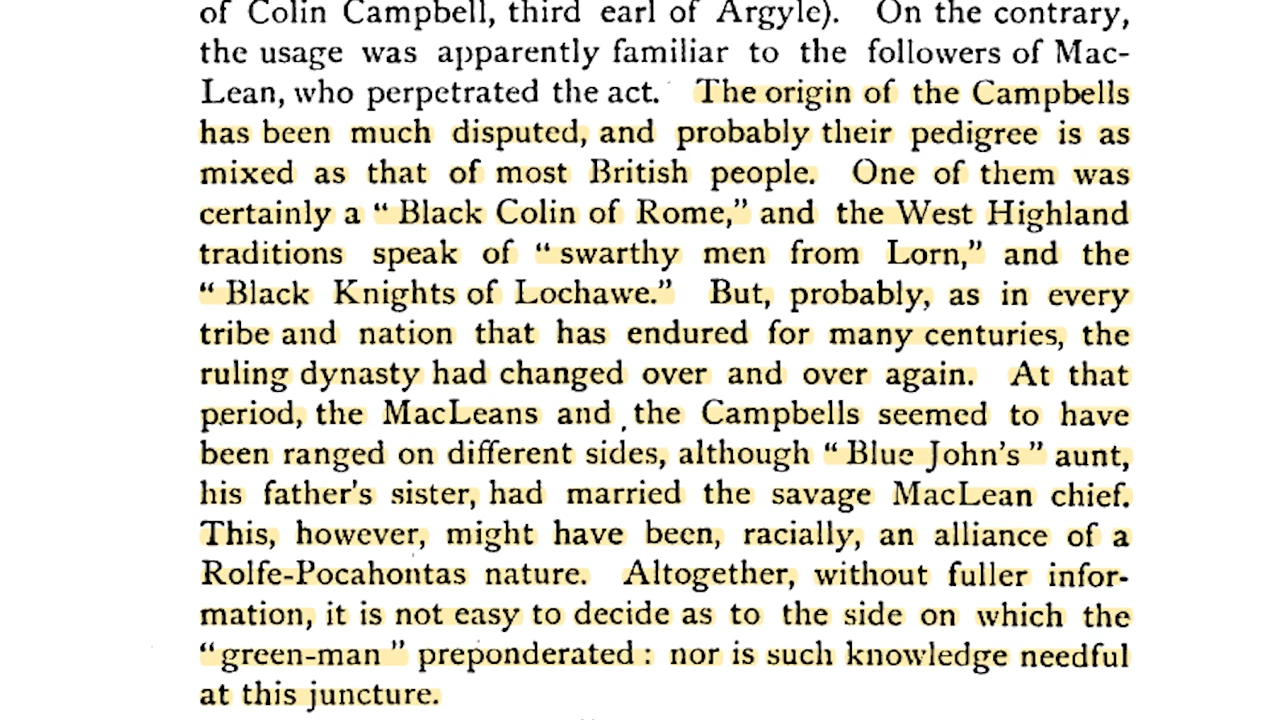 of Colin Campbell, third earl of Argyle). On the contrary,
the usage was apparently familiar to the followers of Mac-
Lean, who perpetrated the act. The origin of the Campbells
has been much disputed, and probably their pedigree is as
mixed as that of most British people. One of them was
certainly a “ Black Colin of Rome,” and the West Highland
traditions speak of “ swarthy men from Lorn,” and the
“ Black Knights of Lochawe.” But, probably, as in every
tribe and nation that has endured for many centuries, the
ruling dynasty had changed over and over again. At that
period, the MacLeans and the Campbells seemed to have
been ranged on different sides, although “ Blue John’s ” aunt,
his father’s sister, had married the savage MacLean chief.
This, however, might have been, racially, an alliance of a
Rolfe-Pocahontas nature. Altogether, without fuller infor-
mation, it is not easy to decide as to the side on which the
“ green-man ” preponderated : nor is such knowledge needful
at this juncture.